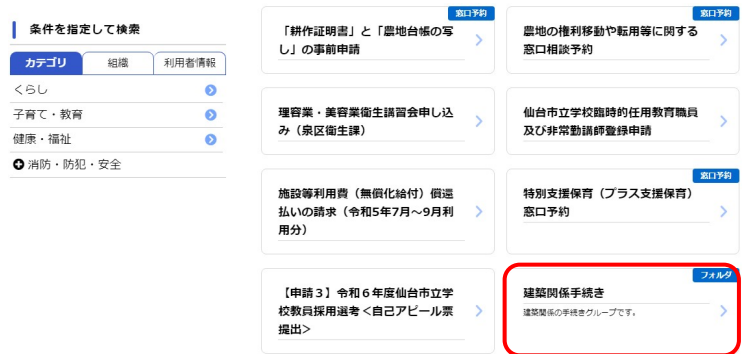 条件を指定して検索
カテゴリ
組織
利用者情報
くらし
子育て・教育
健康・福祉
消防・防犯・安全
窓口予約
「耕作証明書」と「農地台帳の写
し」の事前申請
窓口予約
農地の権利移動や転用等に関する
窓口相談予約
理容業・美容業衛生講習会申し込
み（泉区衛生課）
仙台市立学校臨時的任用教育職員
及び非常勤講師登録申請
施設等利用費（無償化給付）償還
払いの請求（令和5年7月～9月利
用分）
窓口予約
特別支援保育（プラス支援保育）
窓口予約
【申請３】令和６年度仙台市立学
校教員採用選考＜自己アピール票
提出＞
フォルダ
建築関係手続き
建築関係の手続きグループです。